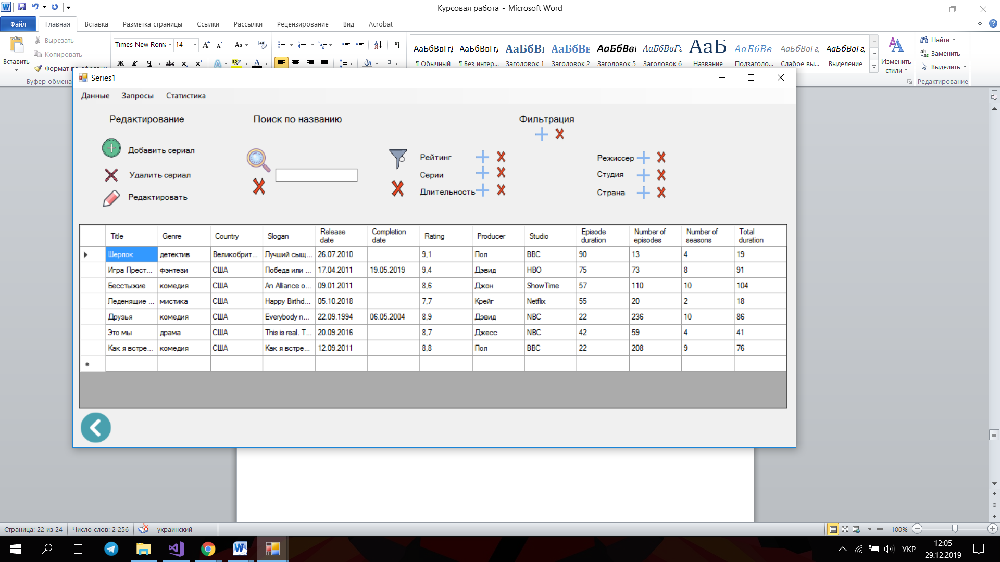 Курсовая работа - Microsoft Word
Файл Главная Вставка Разметка страницы Ссылки Рассылки Рецензирование Вид Acrobat
Вставить
Вырезать
Копировать
Буфер обмена
Times New Roma 14
Ж К Ч abc x₂ x²
АаБбВвГг, АаБбВвГг, АаБбВı АаБбВв АаБбВвı АаБбВвГг АаБ АаБбВв. АаБбВвГг, АаБбВвГг,
¶ Обычный ¶ Без интер... Заголовок 1 Заголовок 2 Заголовок 5 Заголовок 6 Название Подзаголо... Слабое вы... Выделение
Изменить стили
Найти
Заменить
Выделить
Редактирование
Series1
Данные Запросы Статистика
Редактирование Поиск по названию Фильтрация
Добавить сериал
Удалить сериал
Редактировать
Рейтинг
Серии
Длительность
Режиссер
Студия
Страна
Title Genre Country Slogan Release date Completion date Rating Producer Studio Episode duration Number of episodes Number of seasons Total duration
Шерлок детектив Великобрит... Лучший сыщ... 26.07.2010 9,1 Пол BBC 90 13 4 19
Игра Прест... фэнтези США Победа или ... 17.04.2011 19.05.2019 9,4 Дэвид HBO 75 73 8 91
Бесстыжие комедия США An Alliance o... 09.01.2011 8,6 Джон ShowTime 57 110 10 104
Леденящие ... мистика США Happy Birthd... 05.10.2018 7,7 Крейг Netflix 55 20 2 18
Друзья комедия США Everybody n... 22.09.1994 06.05.2004 8,9 Дэвид NBC 22 236 10 86
Это мы драма США This is real. T... 20.09.2016 8,7 Джесс NBC 42 59 4 41
Как я встре... комедия США Как я встре... 12.09.2011 8,8 Пол BBC 22 208 9 76
Страница: 22 из 24 Число слов: 2 256 украинский 100%
УКР
12:05
29.12.2019